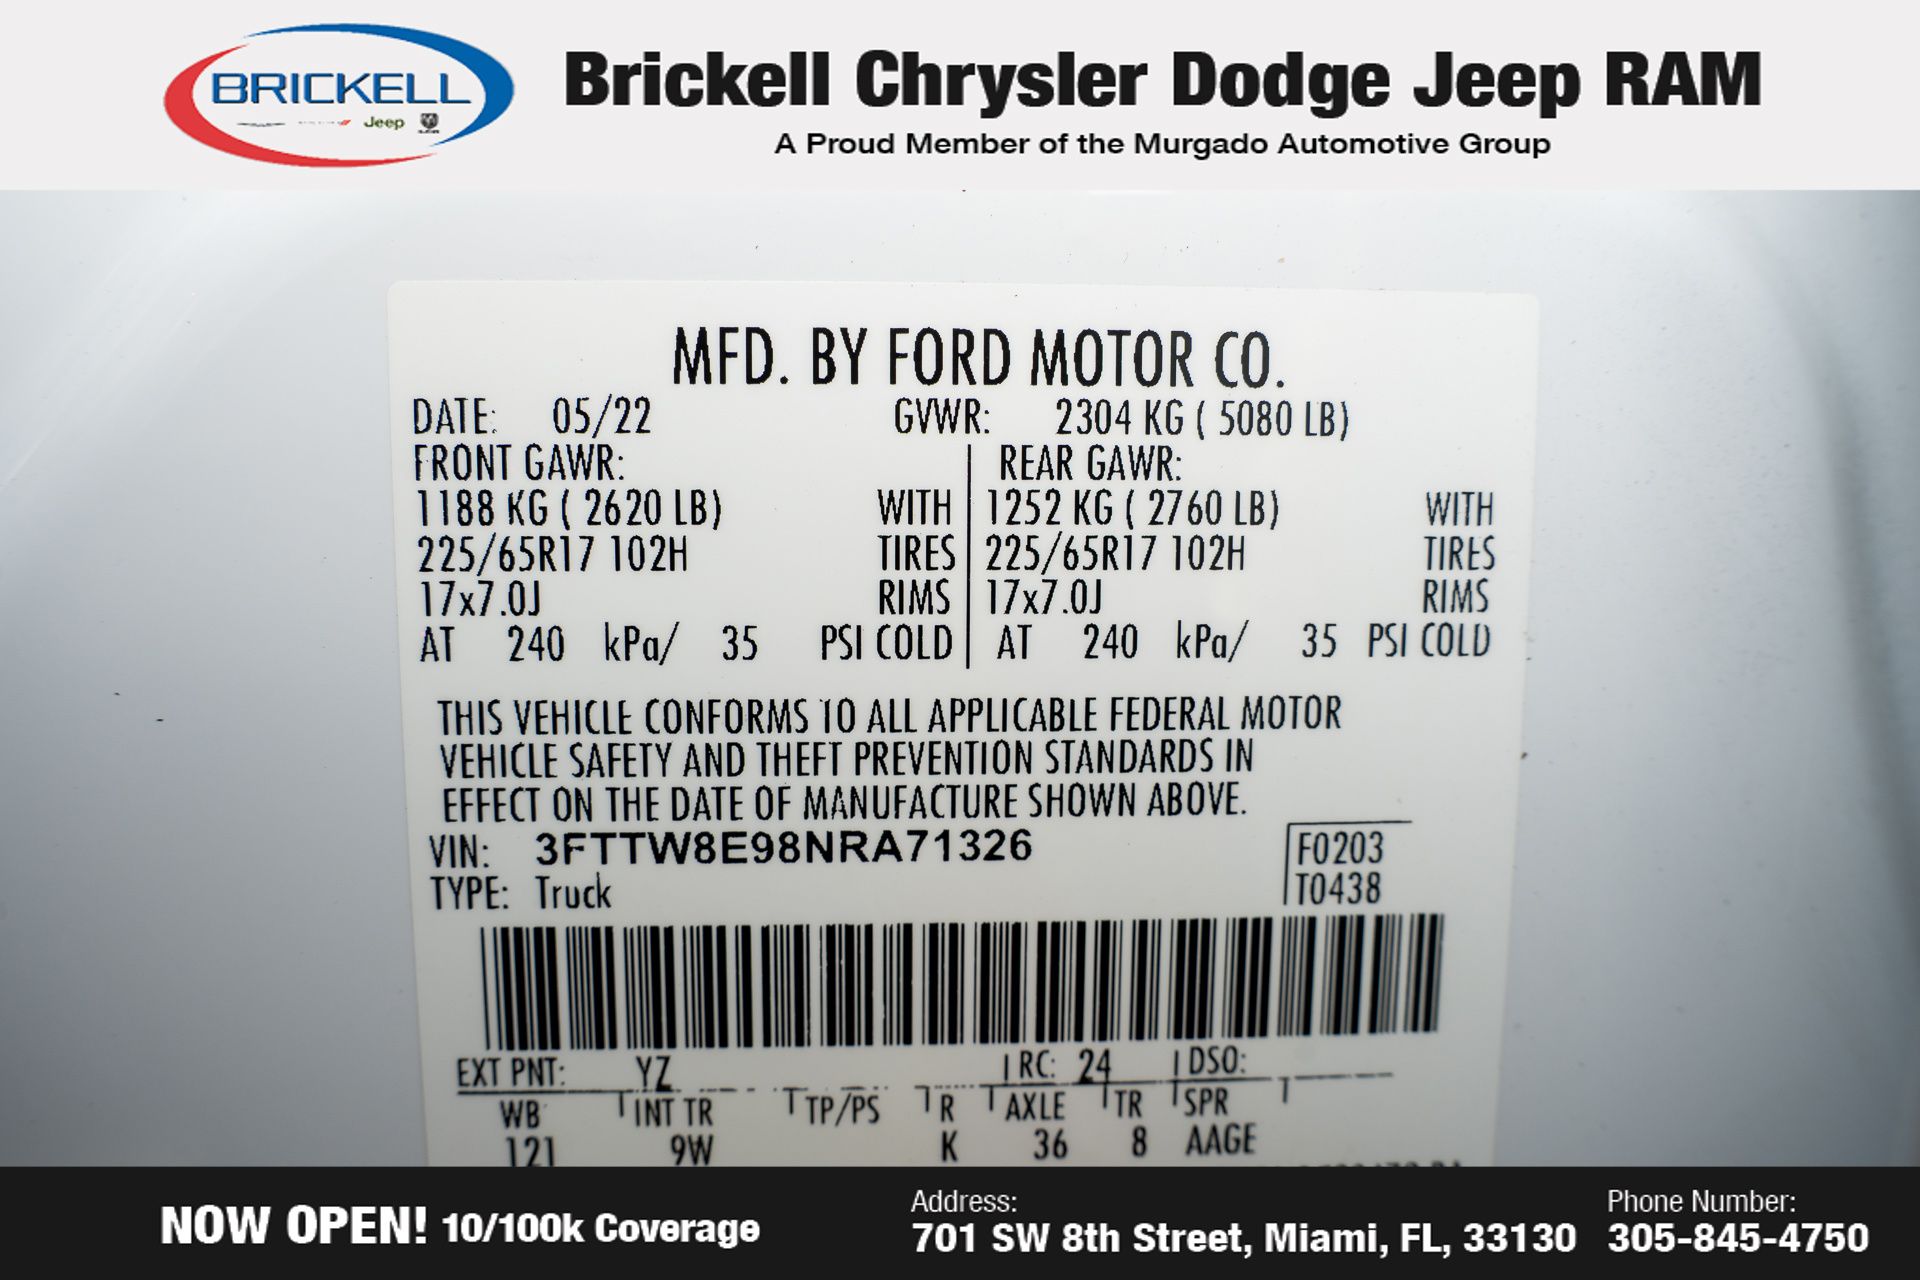 BRICKELL
Jeep
RAM
Brickell Chrysler Dodge Jeep RAM
A Proud Member of the Murgado Automotive Group
MFD. BY FORD MOTOR CO.
DATE: 05/22 GVWR: 2304 KG ( 5080 LB)
FRONT GAWR: REAR GAWR:
1188 KG ( 2620 LB) WITH 1252 KG ( 2760 LB) WITH
225/65R17 102H TIRES 225/65R17 102H TIRES
17x7.0J RIMS 17x7.0J RIMS
AT 240 kPa/ 35 PSI COLD AT 240 kPa/ 35 PSI COLD
THIS VEHICLE CONFORMS TO ALL APPLICABLE FEDERAL MOTOR
VEHICLE SAFETY AND THEFT PREVENTION STANDARDS IN
EFFECT ON THE DATE OF MANUFACTURE SHOWN ABOVE.
VIN: 3FTTW8E98NRA71326 F0203
TYPE: Truck T0438
EXT PNT: YZ RC: 24 DSO:
WB INT TR TP/PS R AXLE TR SPR
121 9W K 36 8 AAGE
NOW OPEN! 10/100k Coverage
Address:
701 SW 8th Street, Miami, FL, 33130
Phone Number:
305-845-4750